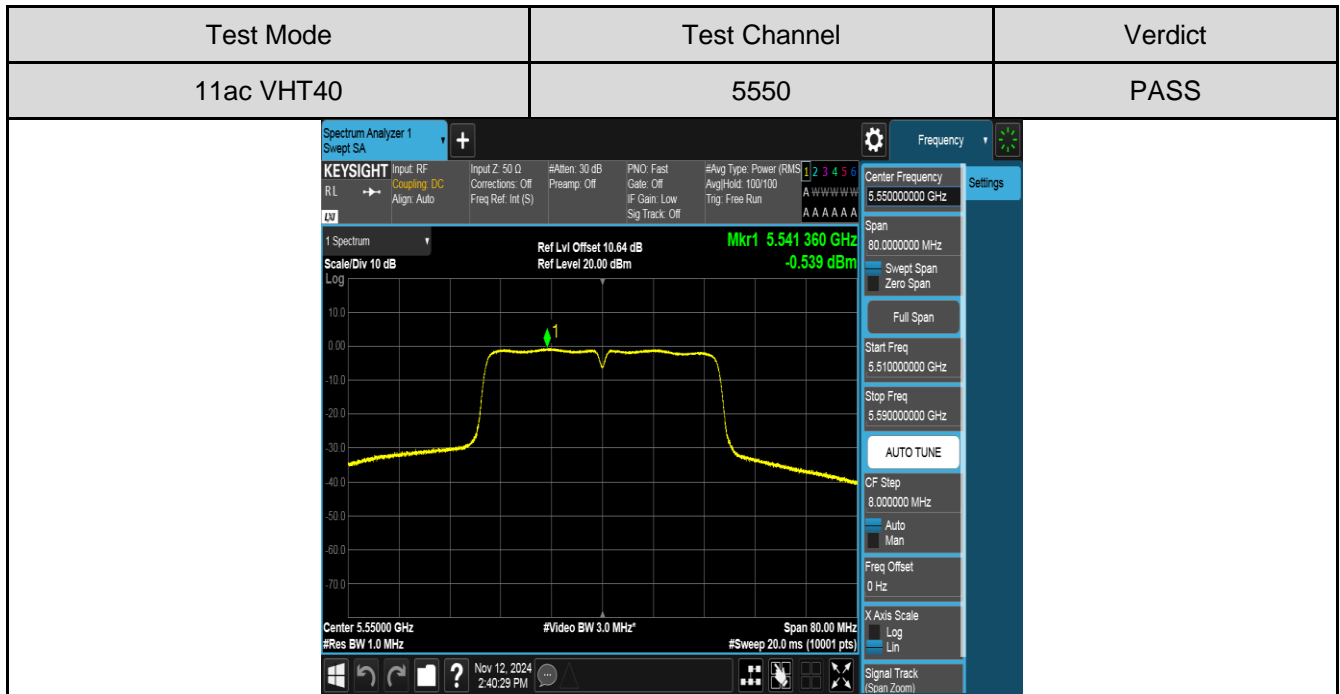 Test Mode Test Channel Verdict
11ac VHT40 5550 PASS
Spectrum Analyzer 1
Swept SA
Frequency
KEYSIGHT
RL
LXI
Input: RF
Coupling: DC
Align: Auto
Input Z: 50 Ω
Corrections: Off
Freq Ref: Int (S)
#Atten: 30 dB
Preamp: Off
PNO: Fast
Gate: Off
IF Gain: Low
Sig Track: Off
#Avg Type: Power (RMS
Avg|Hold: 100/100
Trig: Free Run
1 2 3 4 5 6
A W W W W W
A A A A A A
1 Spectrum
Scale/Div 10 dB
Log
Ref Lvl Offset 10.64 dB
Ref Level 20.00 dBm
Mkr1 5.541 360 GHz
-0.539 dBm
1
10.0
0.00
-10.0
-20.0
-30.0
-40.0
-50.0
-60.0
-70.0
Center 5.55000 GHz #Video BW 3.0 MHz* Span 80.00 MHz
#Res BW 1.0 MHz #Sweep 20.0 ms (10001 pts)
Center Frequency
5.550000000 GHz
Settings
Span
80.0000000 MHz
Swept Span
Zero Span
Full Span
Start Freq
5.510000000 GHz
Stop Freq
5.590000000 GHz
AUTO TUNE
CF Step
8.000000 MHz
Auto
Man
Freq Offset
0 Hz
X Axis Scale
Log
Lin
Signal Track
(Span Zoom)
?
Nov 12, 2024
2:40:29 PM